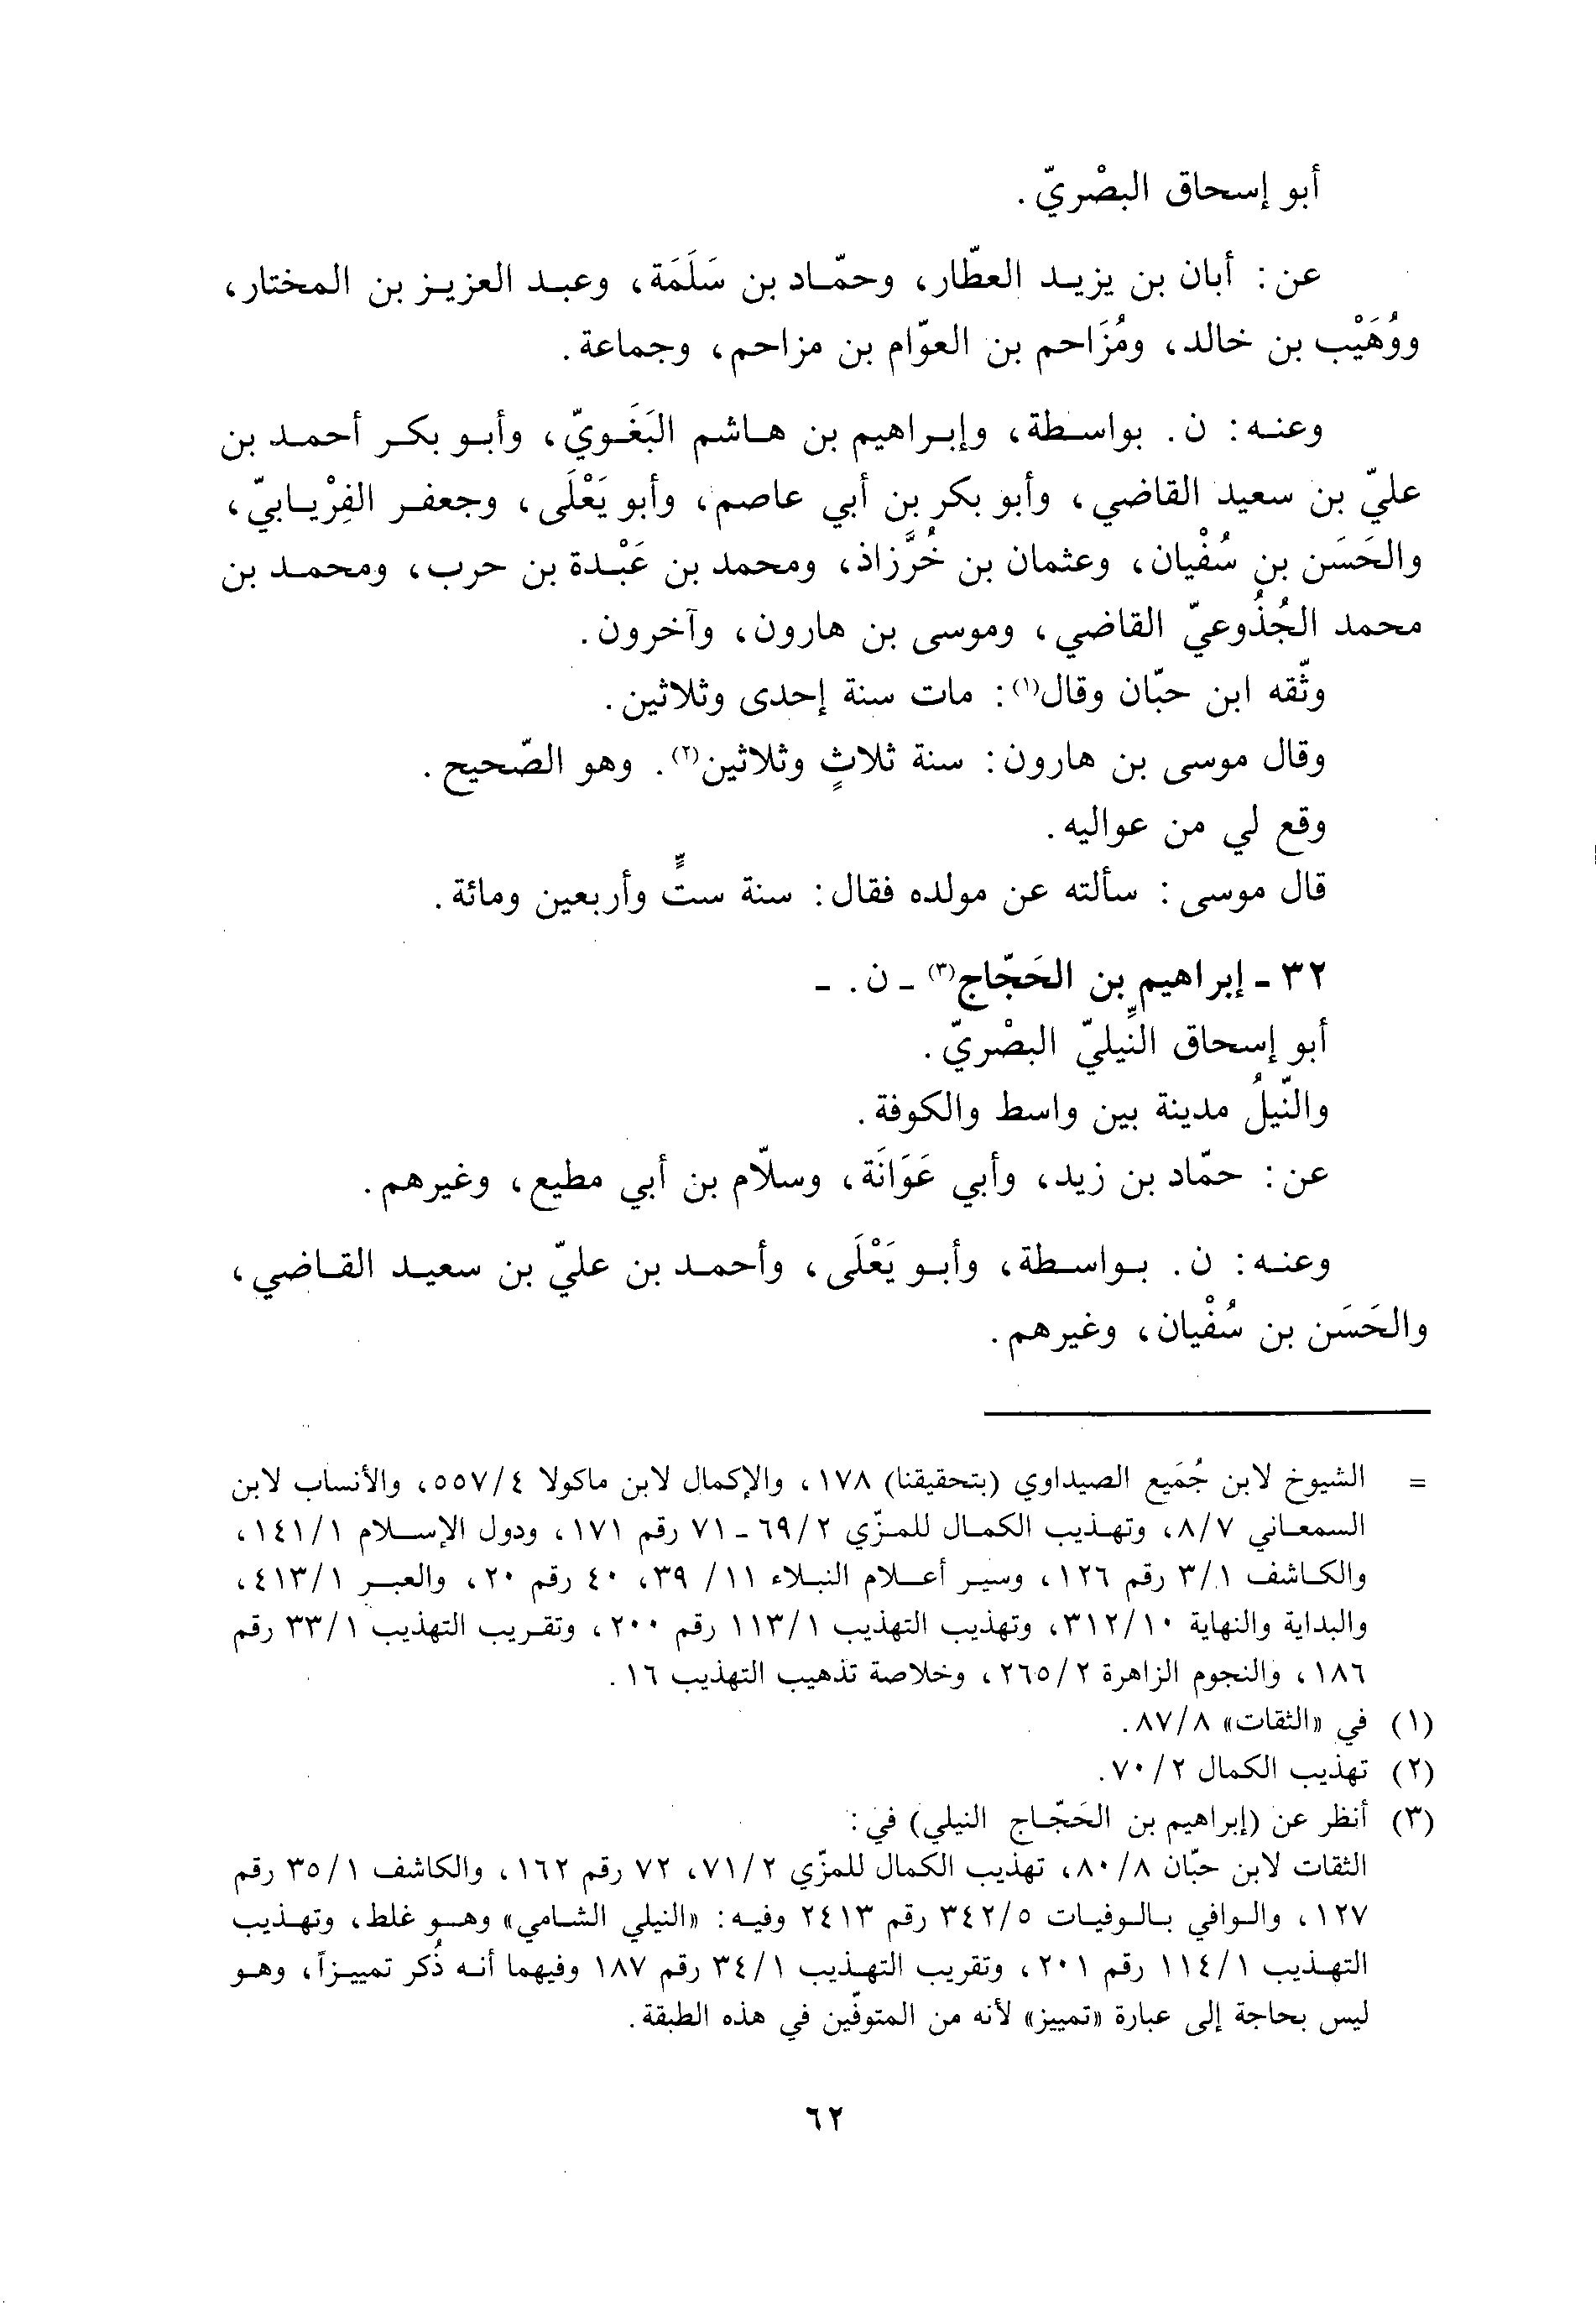 أبو إسحاق البصْريّ.
عن: أبان بن يزيد العطّار، وحمّاد بن سَلَمَة، وعبد العزيز بن المختار،
ووُهَيْب بن خالد، ومُزَاحم بن العوّام بن مزاحم، وجماعة.
وعنه: ن. بواسطة، وإبراهيم بن هاشم البَغَويّ، وأبو بكر أحمد بن
عليّ بن سعيد القاضي، وأبو بكر بن أبي عاصم، وأبو يَعْلَى، وجعفر الفِرْيابيّ،
والحَسَن بن سُفْيان، وعثمان بن خُرَّزاذ، ومحمد بن عَبْدة بن حرب، ومحمد بن
محمد الجُذُوعيّ القاضي، وموسى بن هارون، وآخرون.
وثّقه ابن حبّان وقال(١): مات سنة إحدى وثلاثين.
وقال موسى بن هارون: سنة ثلاثٍ وثلاثين(٢). وهو الصّحيح.
وقع لي من عواليه.
قال موسى: سألته عن مولده فقال: سنة ستٍّ وأربعين ومائة.
٣٢ - إبراهيم بن الحَجّاج(٣) - ن. -
أبو إسحاق النِّيليّ البصْريّ.
والنّيلُ مدينة بين واسط والكوفة.
عن: حمّاد بن زيد، وأبي عَوَانَة، وسلّام بن أبي مطيع، وغيرهم.
وعنه: ن. بواسطة، وأبو يَعْلَى، وأحمد بن عليّ بن سعيد القاضي،
والحَسَن بن سُفْيان، وغيرهم.
= الشيوخ لابن جُمَيع الصيداوي (بتحقيقنا) ١٧٨، والإكمال لابن ماكولا ٥٥٧/٤، والأنساب لابن
السمعاني ٨/٧، وتهذيب الكمال للمزّي ٦٩/٢ - ٧١ رقم ١٧١، ودول الإسلام ١٤١/١،
والكاشف ٣/١ رقم ١٢٦، وسير أعلام النبلاء ١١/ ٣٩، ٤٠ رقم ٢٠، والعبر ٤١٣/١،
والبداية والنهاية ٣١٢/١٠، وتهذيب التهذيب ١١٣/١ رقم ٢٠٠، وتقريب التهذيب ٣٣/١ رقم
١٨٦، والنجوم الزاهرة ٢٦٥/٢، وخلاصة تذهيب التهذيب ١٦.
(١) في «الثقات» ٨٧/٨.
(٢) تهذيب الكمال ٧٠/٢.
(٣) أنظر عن (إبراهيم بن الحَجّاج النيلي) في:
الثقات لابن حبّان ٨٠/٨، تهذيب الكمال للمزّي ٧١/٢، ٧٢ رقم ١٦٢، والكاشف ٣٥/١ رقم
١٢٧، والوافي بالوفيات ٣٤٢/٥ رقم ٢٤١٣ وفيه: «النيلي الشامي» وهو غلط، وتهذيب
التهذيب ١١٤/١ رقم ٢٠١، وتقريب التهذيب ٣٤/١ رقم ١٨٧ وفيهما أنه ذُكر تمييزاً، وهو
ليس بحاجة إلى عبارة «تمييز» لأنه من المتوفّين في هذه الطبقة.
٦٢